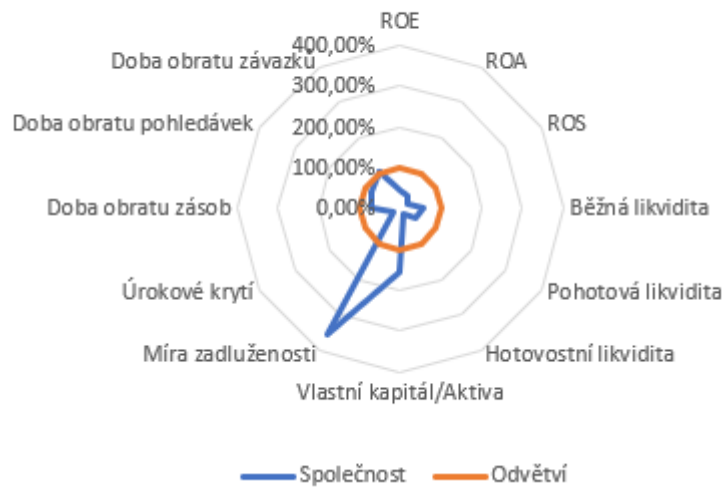 ROE
400,00%
Doba obratu závazků
ROA
300,00%
Doba obratu pohledávek
ROS
200,00%
100,00%
Doba obratu zásob
0,00%
Běžná likvidita
Úrokové krytí
Pohotová likvidita
Míra zadluženosti
Hotovostní likvidita
Vlastní kapitál/Aktiva
Společnost
Odvětví